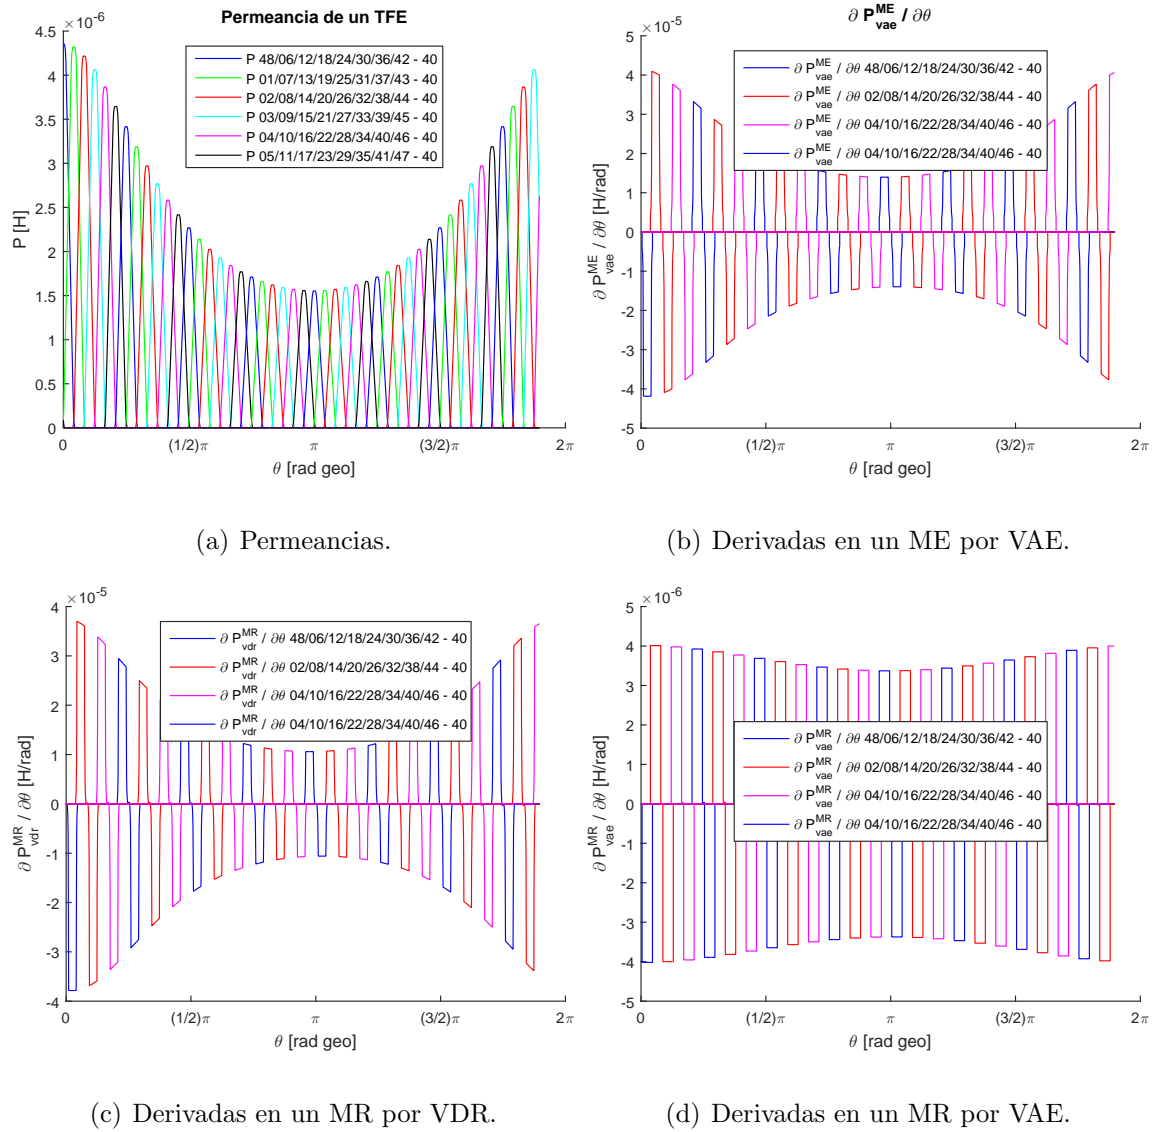 Permeancia de un TFE
×10⁻⁶
4.5
4
3.5
3
2.5
2
1.5
1
0.5
0
P [H]
P 48/06/12/18/24/30/36/42 - 40
P 01/07/13/19/25/31/37/43 - 40
P 02/08/14/20/26/32/38/44 - 40
P 03/09/15/21/27/33/39/45 - 40
P 04/10/16/22/28/34/40/46 - 40
P 05/11/17/23/29/35/41/47 - 40
0 (1/2)π π (3/2)π 2π
θ [rad geo]
(a) Permeancias.
∂ P^ME_vae / ∂θ
×10⁻⁵
5
4
3
2
1
0
-1
-2
-3
-4
-5
∂ P^ME_vae / ∂θ [H/rad]
∂ P^ME_vae / ∂θ 48/06/12/18/24/30/36/42 - 40
∂ P^ME_vae / ∂θ 02/08/14/20/26/32/38/44 - 40
∂ P^ME_vae / ∂θ 04/10/16/22/28/34/40/46 - 40
∂ P^ME_vae / ∂θ 04/10/16/22/28/34/40/46 - 40
0 (1/2)π π (3/2)π 2π
θ [rad geo]
(b) Derivadas en un ME por VAE.
×10⁻⁵
4
3
2
1
0
-1
-2
-3
-4
∂ P^MR_vdr / ∂θ [H/rad]
∂ P^MR_vdr / ∂θ 48/06/12/18/24/30/36/42 - 40
∂ P^MR_vdr / ∂θ 02/08/14/20/26/32/38/44 - 40
∂ P^MR_vdr / ∂θ 04/10/16/22/28/34/40/46 - 40
∂ P^MR_vdr / ∂θ 04/10/16/22/28/34/40/46 - 40
0 (1/2)π π (3/2)π 2π
θ [rad geo]
(c) Derivadas en un MR por VDR.
×10⁻⁶
5
4
3
2
1
0
-1
-2
-3
-4
-5
∂ P^MR_vae / ∂θ [H/rad]
∂ P^MR_vae / ∂θ 48/06/12/18/24/30/36/42 - 40
∂ P^MR_vae / ∂θ 02/08/14/20/26/32/38/44 - 40
∂ P^MR_vae / ∂θ 04/10/16/22/28/34/40/46 - 40
∂ P^MR_vae / ∂θ 04/10/16/22/28/34/40/46 - 40
0 (1/2)π π (3/2)π 2π
θ [rad geo]
(d) Derivadas en un MR por VAE.